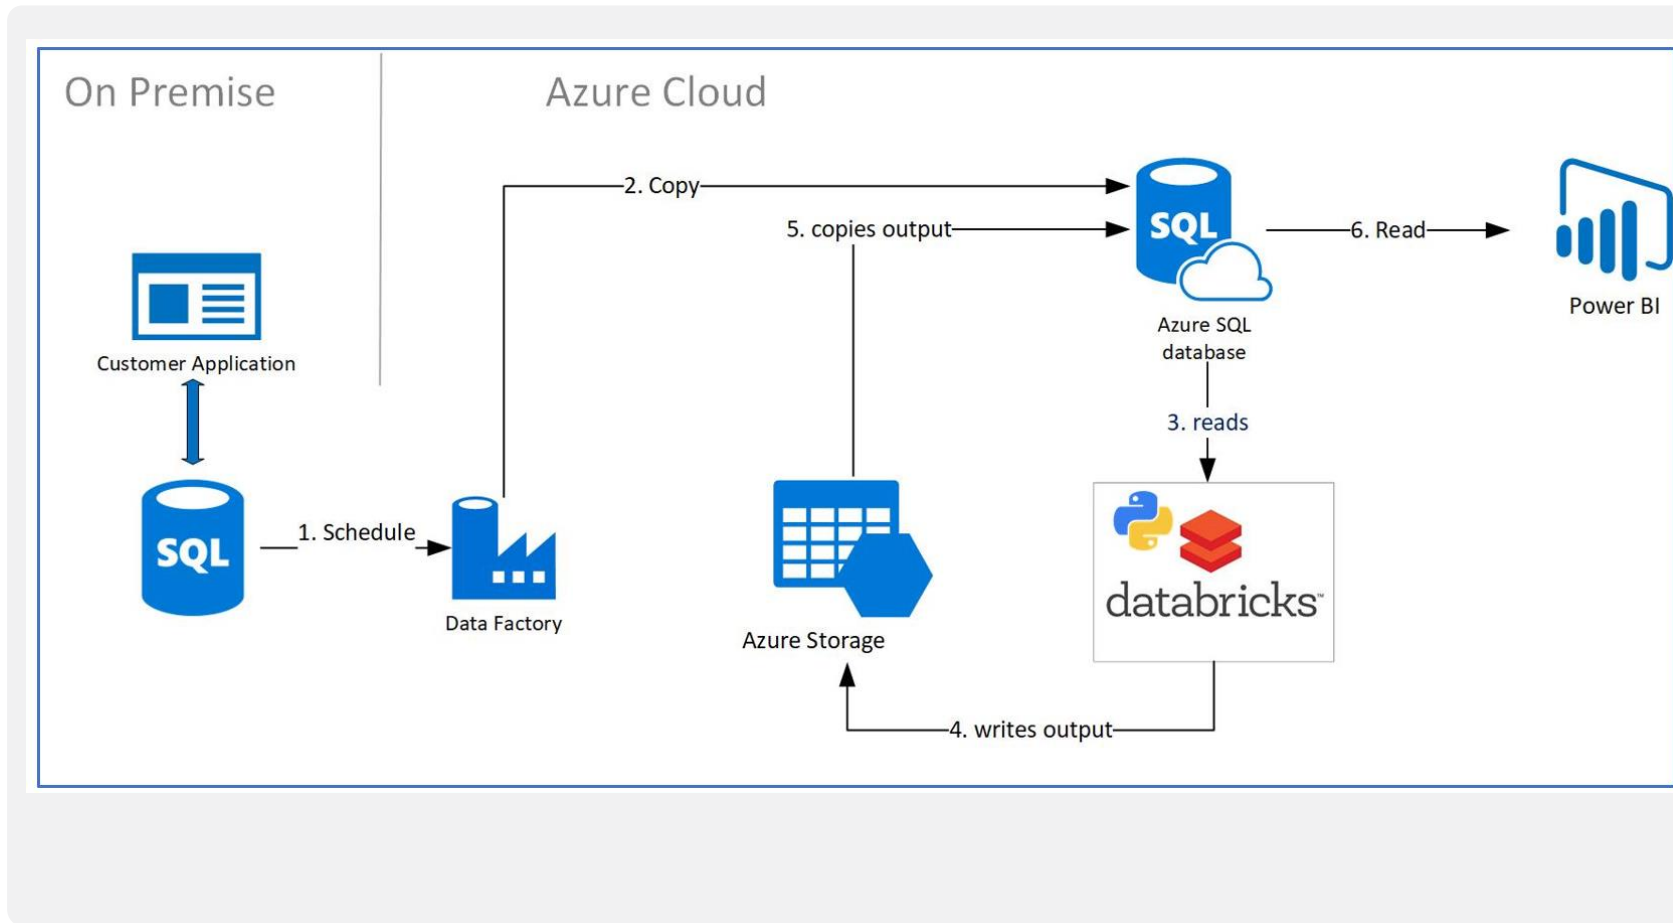 On Premise
Azure Cloud
2. Copy
5. copies output
SQL
6. Read
Power BI
Azure SQL
database
Customer Application
3. reads
SQL
1. Schedule
Data Factory
Azure Storage
databricks™
4. writes output